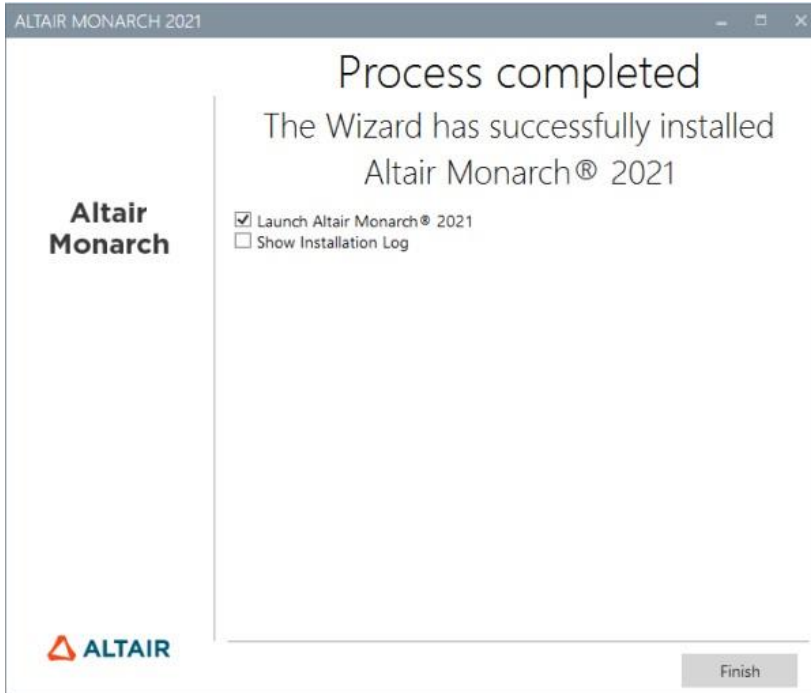 ALTAIR MONARCH 2021
Process completed
The Wizard has successfully installed
Altair Monarch® 2021
Altair
Monarch
Launch Altair Monarch® 2021
Show Installation Log
ALTAIR
Finish